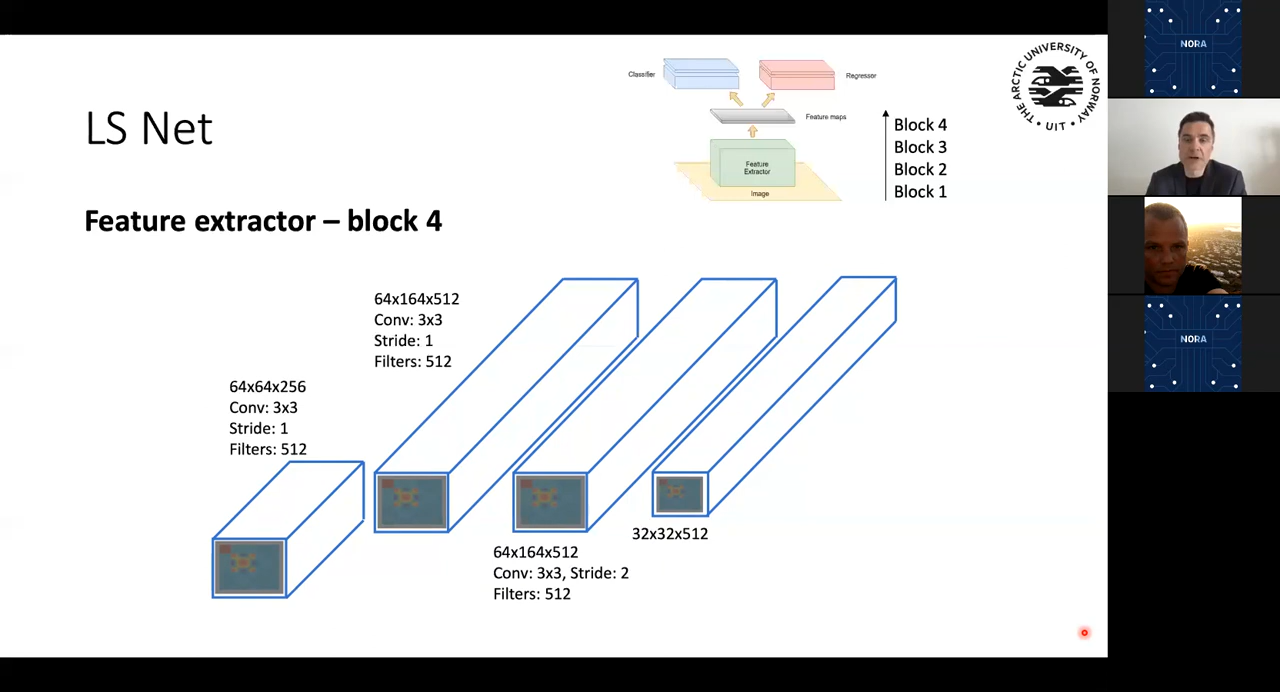 LS Net
Classifier
Regressor
Feature maps
Feature
Extractor
Image
Block 4
Block 3
Block 2
Block 1
THE ARCTIC UNIVERSITY OF NORWAY
• UIT •
Feature extractor – block 4
64x64x256
Conv: 3x3
Stride: 1
Filters: 512
64x164x512
Conv: 3x3
Stride: 1
Filters: 512
64x164x512
Conv: 3x3, Stride: 2
Filters: 512
32x32x512
NORA
NORA